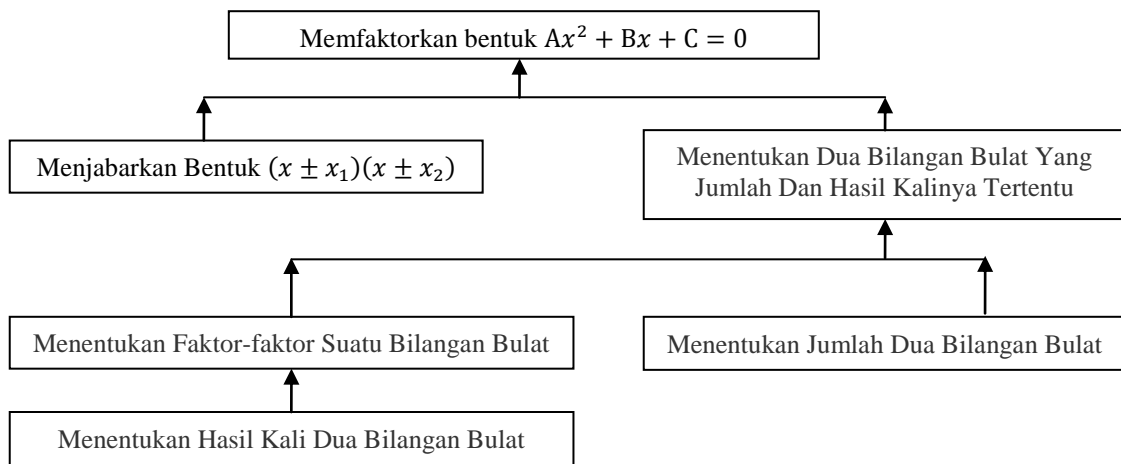 Memfaktorkan bentuk Ax² + Bx + C = 0
Menjabarkan Bentuk (x ± x₁)(x ± x₂)
Menentukan Dua Bilangan Bulat Yang
Jumlah Dan Hasil Kalinya Tertentu
Menentukan Faktor-faktor Suatu Bilangan Bulat
Menentukan Jumlah Dua Bilangan Bulat
Menentukan Hasil Kali Dua Bilangan Bulat